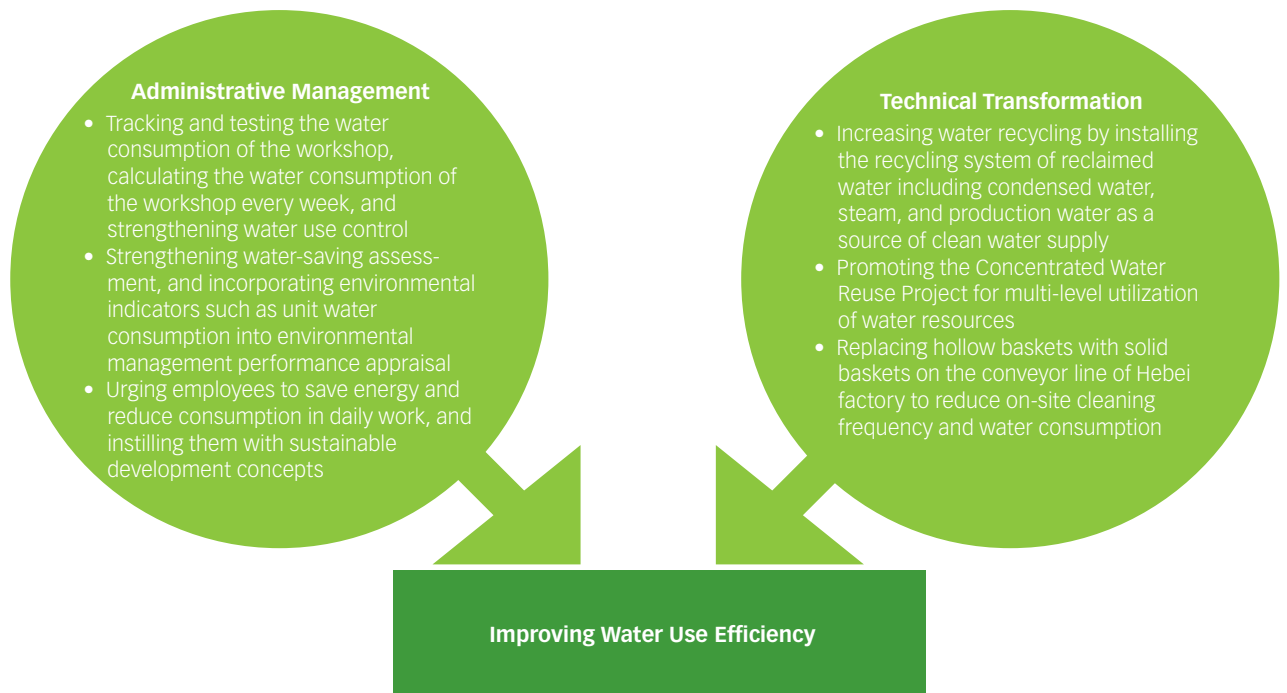 Administrative Management
• Tracking and testing the water
consumption of the workshop,
calculating the water consumption of
the workshop every week, and
strengthening water use control
• Strengthening water-saving assess-
ment, and incorporating environmental
indicators such as unit water
consumption into environmental
management performance appraisal
• Urging employees to save energy and
reduce consumption in daily work, and
instilling them with sustainable
development concepts
Technical Transformation
• Increasing water recycling by installing
the recycling system of reclaimed
water including condensed water,
steam, and production water as a
source of clean water supply
• Promoting the Concentrated Water
Reuse Project for multi-level utilization
of water resources
• Replacing hollow baskets with solid
baskets on the conveyor line of Hebei
factory to reduce on-site cleaning
frequency and water consumption
Improving Water Use Efficiency